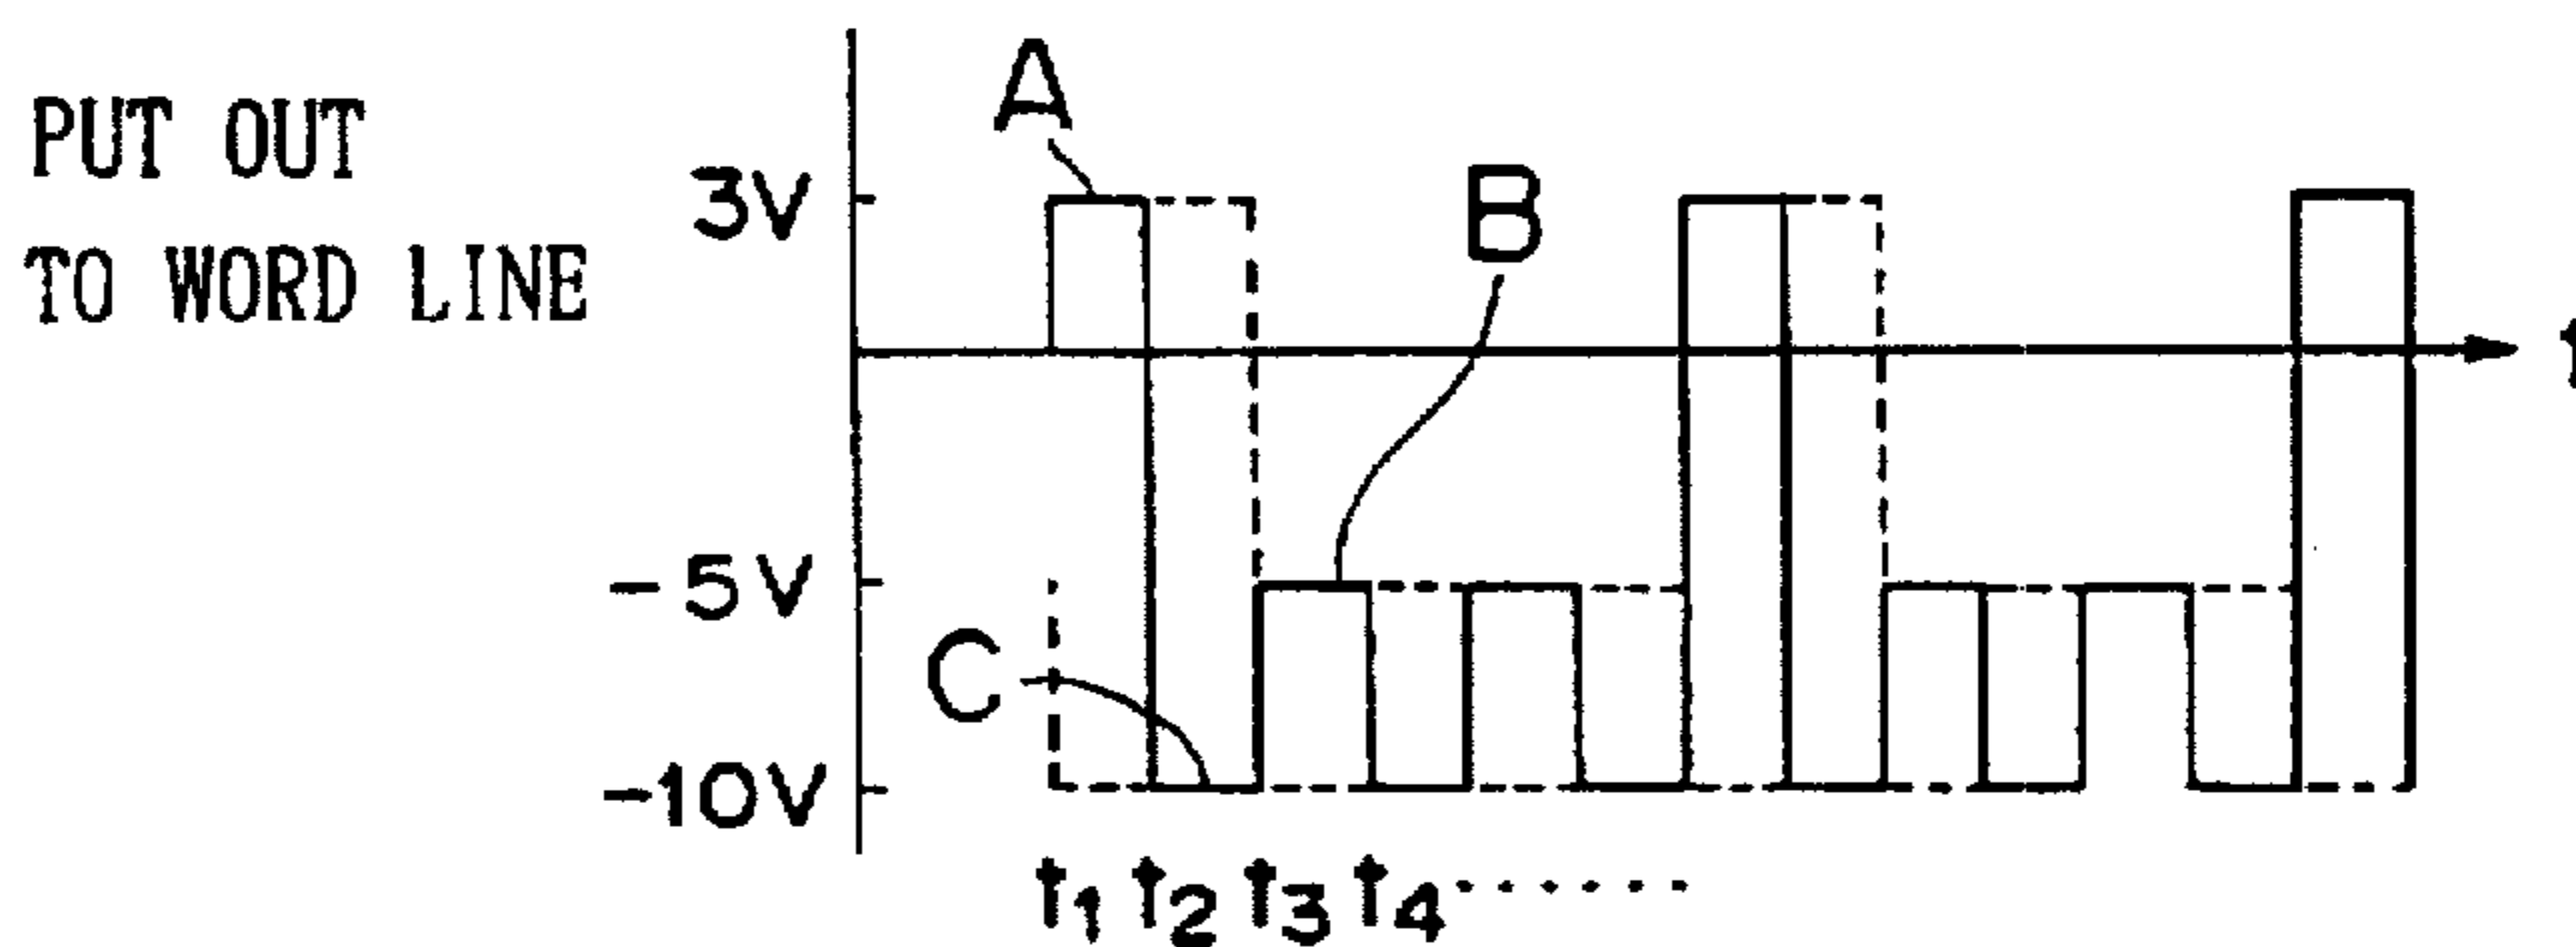 PUT OUT
TO WORD LINE
A
3V
B
t
-5V
C
-10V
t1 t2 t3 t4 ......